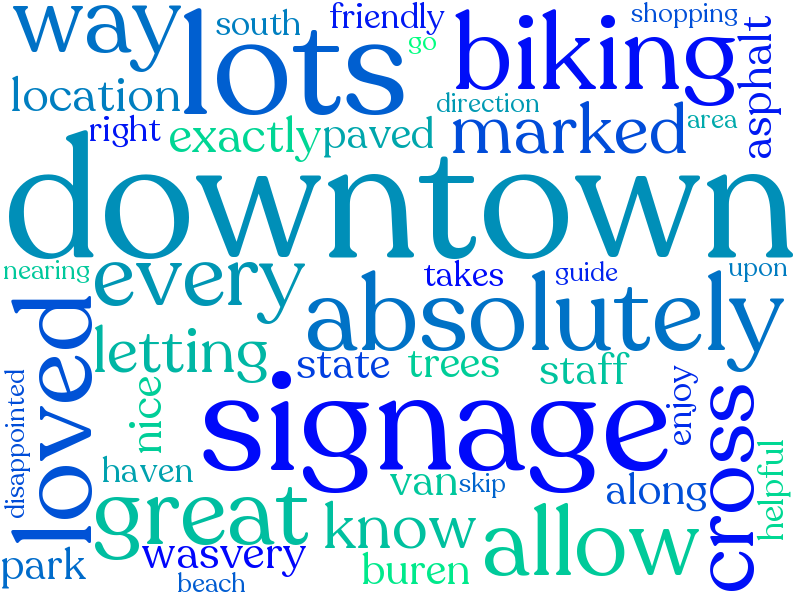 way
lots
south
friendly
go
biking
shopping
asphalt
location
direction
right
exactly
paved
marked
area
downtown
nearing
every
takes
guide
upon
absolutely
loved
letting
state
trees
staff
disappointed
nice
signage
enjoy
cross
haven
van
skip
along
helpful
great
know
allow
park
wasvery
buren
beach